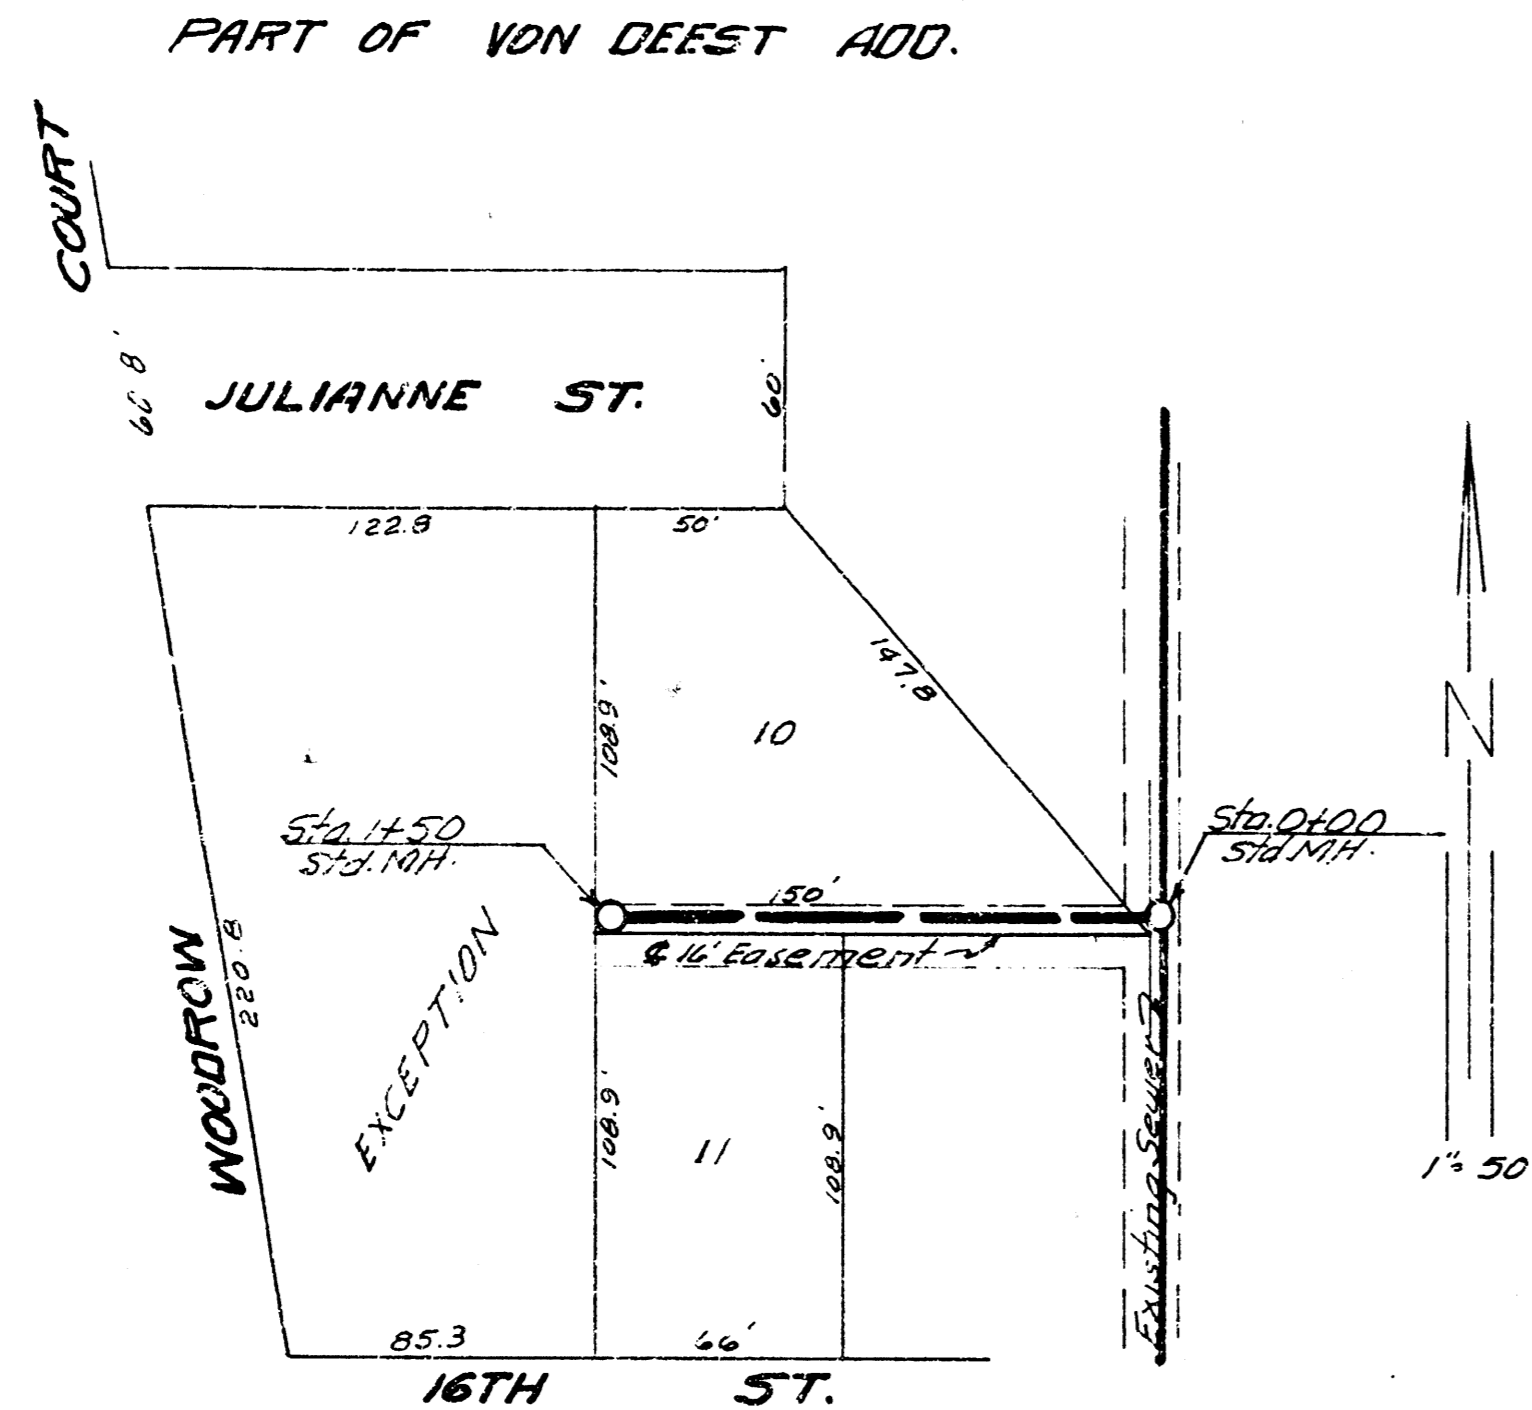 PART OF VON DEEST ADD.
COURT
60.8'
JULIANNE ST.
60'
122.8
50'
147.8
108.9'
10
Sta. 1+50
Std. MH.
Sta. 0+00
Std MH.
150'
℄ 16' Easement
WOODROW
220.8
EXCEPTION
108.9'
11
108.9'
Existing Sewer
N
1"= 50
85.3
66'
16TH ST.